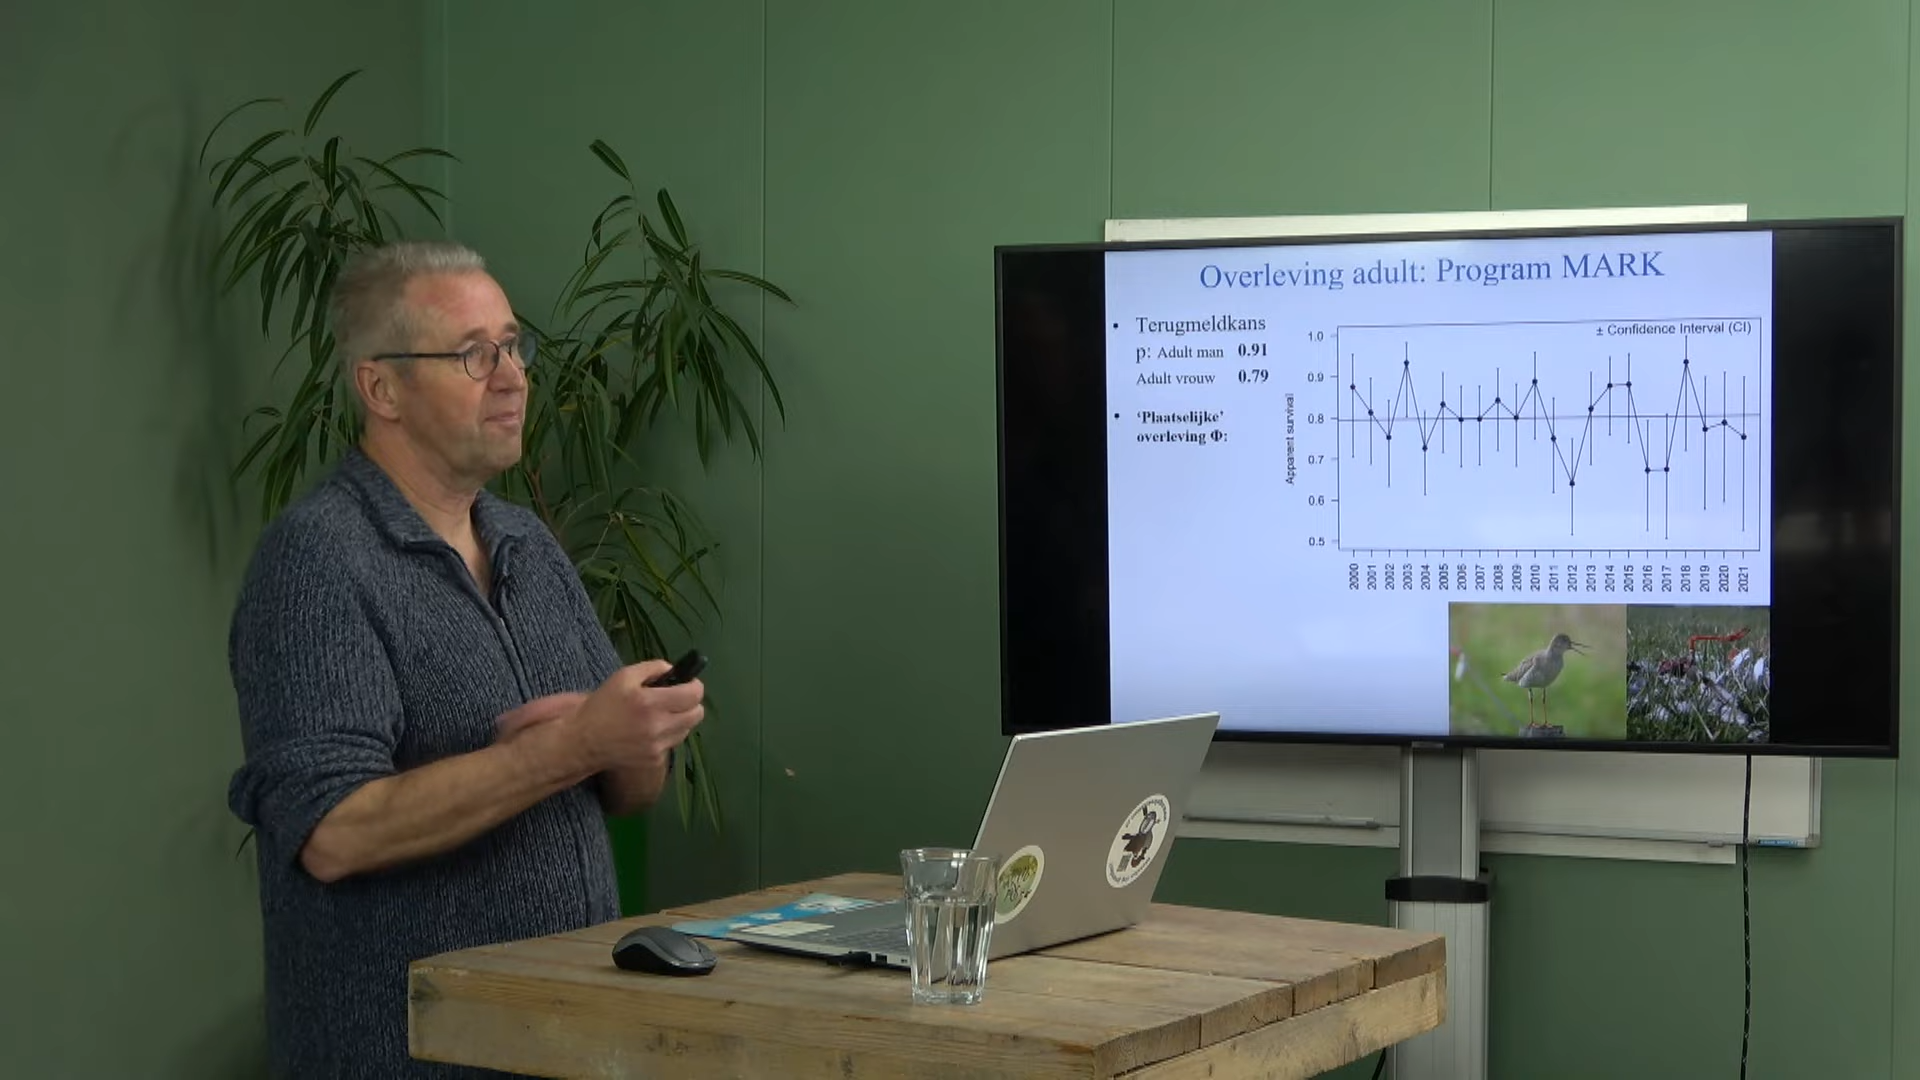 Overleving adult: Program MARK
• Terugmeldkans
p: Adult man 0.91
Adult vrouw 0.79
• ‘Plaatselijke’
overleving Φ:
± Confidence Interval (CI)
Apparent survival
1.0
0.9
0.8
0.7
0.6
0.5
2000 2001 2002 2003 2004 2005 2006 2007 2008 2009 2010 2011 2012 2013 2014 2015 2016 2017 2018 2019 2020 2021